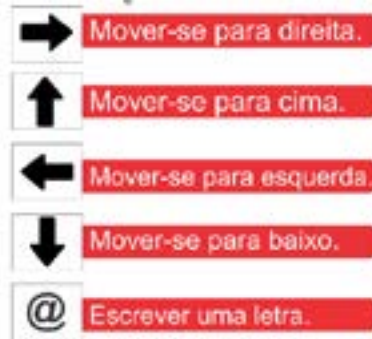 Mover-se para direita.
Mover-se para cima.
Mover-se para esquerda.
Mover-se para baixo.
@ Escrever uma letra.